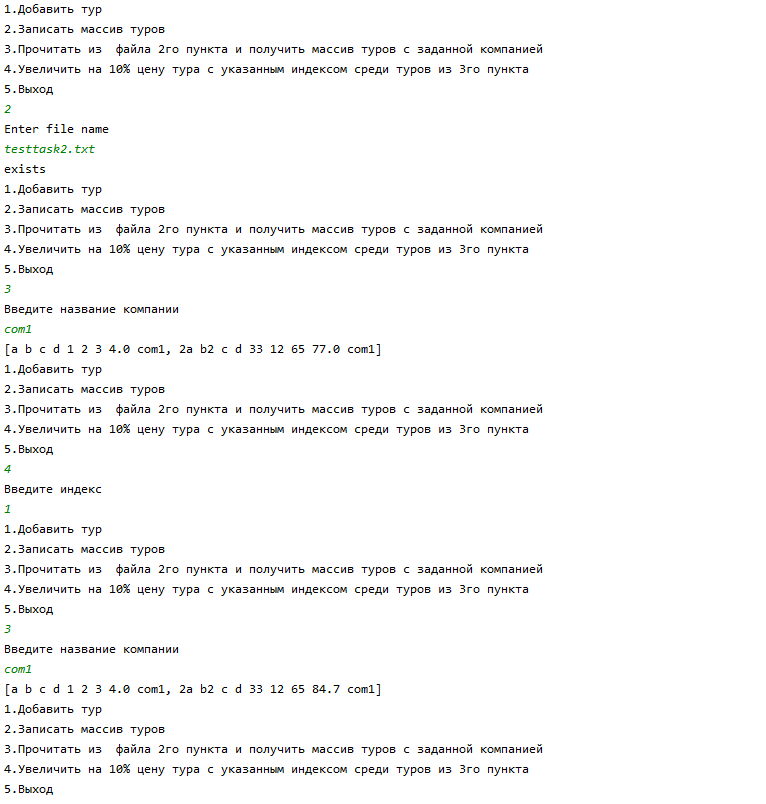 1.Добавить тур
2.Записать массив туров
3.Прочитать из  файла 2го пункта и получить массив туров с заданной компанией
4.Увеличить на 10% цену тура с указанным индексом среди туров из 3го пункта
5.Выход
2
Enter file name
testtask2.txt
exists
1.Добавить тур
2.Записать массив туров
3.Прочитать из  файла 2го пункта и получить массив туров с заданной компанией
4.Увеличить на 10% цену тура с указанным индексом среди туров из 3го пункта
5.Выход
3
Введите название компании
com1
[a b c d 1 2 3 4.0 com1, 2a b2 c d 33 12 65 77.0 com1]
1.Добавить тур
2.Записать массив туров
3.Прочитать из  файла 2го пункта и получить массив туров с заданной компанией
4.Увеличить на 10% цену тура с указанным индексом среди туров из 3го пункта
5.Выход
4
Введите индекс
1
1.Добавить тур
2.Записать массив туров
3.Прочитать из  файла 2го пункта и получить массив туров с заданной компанией
4.Увеличить на 10% цену тура с указанным индексом среди туров из 3го пункта
5.Выход
3
Введите название компании
com1
[a b c d 1 2 3 4.0 com1, 2a b2 c d 33 12 65 84.7 com1]
1.Добавить тур
2.Записать массив туров
3.Прочитать из  файла 2го пункта и получить массив туров с заданной компанией
4.Увеличить на 10% цену тура с указанным индексом среди туров из 3го пункта
5.Выход